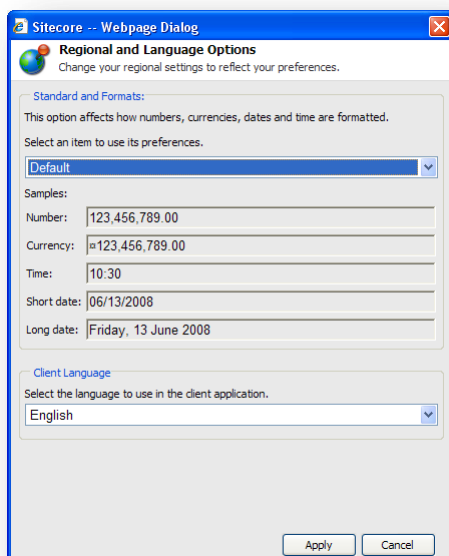 Sitecore -- Webpage Dialog
Regional and Language Options
Change your regional settings to reflect your preferences.
Standard and Formats:
This option affects how numbers, currencies, dates and time are formatted.
Select an item to use its preferences.
Default
Samples:
Number: 123,456,789.00
Currency: ¤123,456,789.00
Time: 10:30
Short date: 06/13/2008
Long date: Friday, 13 June 2008
Client Language
Select the language to use in the client application.
English
Apply Cancel